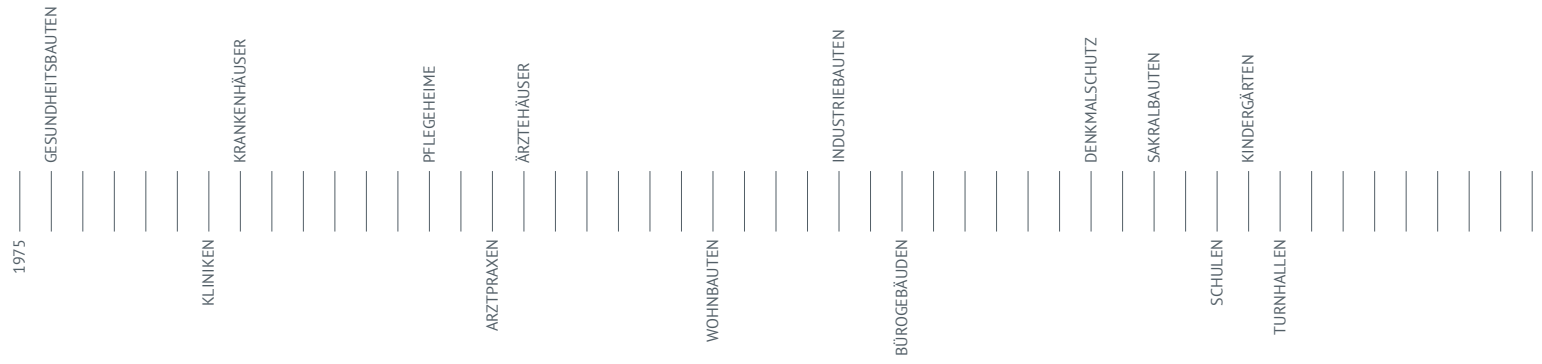 GESUNDHEITSBAUTEN
KRANKENHÄUSER
PFLEGEHEIME
ÄRZTEHÄUSER
INDUSTRIEBAUTEN
DENKMALSCHUTZ
SAKRALBAUTEN
KINDERGÄRTEN
1975
KLINIKEN
ARZTPRAXEN
WOHNBAUTEN
BÜROGEBÄUDEN
SCHULEN
TURNHALLEN